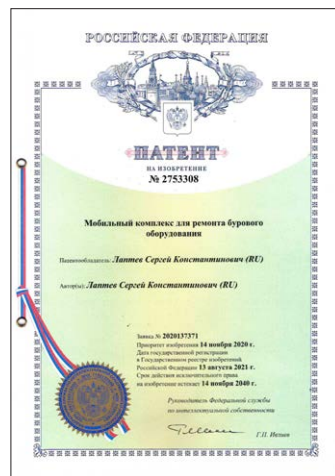 РОССИЙСКАЯ ФЕДЕРАЦИЯ
ПАТЕНТ
НА ИЗОБРЕТЕНИЕ
№ 2753308
Мобильный комплекс для ремонта бурового
оборудования
Патентообладатель: Лаптев Сергей Константинович (RU)
Автор(ы): Лаптев Сергей Константинович (RU)
Заявка № 2020137371
Приоритет изобретения 14 ноября 2020 г.
Дата государственной регистрации
в Государственном реестре изобретений
Российской Федерации 13 августа 2021 г.
Срок действия исключительного права
на изобретение истекает 14 ноября 2040 г.
Руководитель Федеральной службы
по интеллектуальной собственности
Г.П. Ивлиев